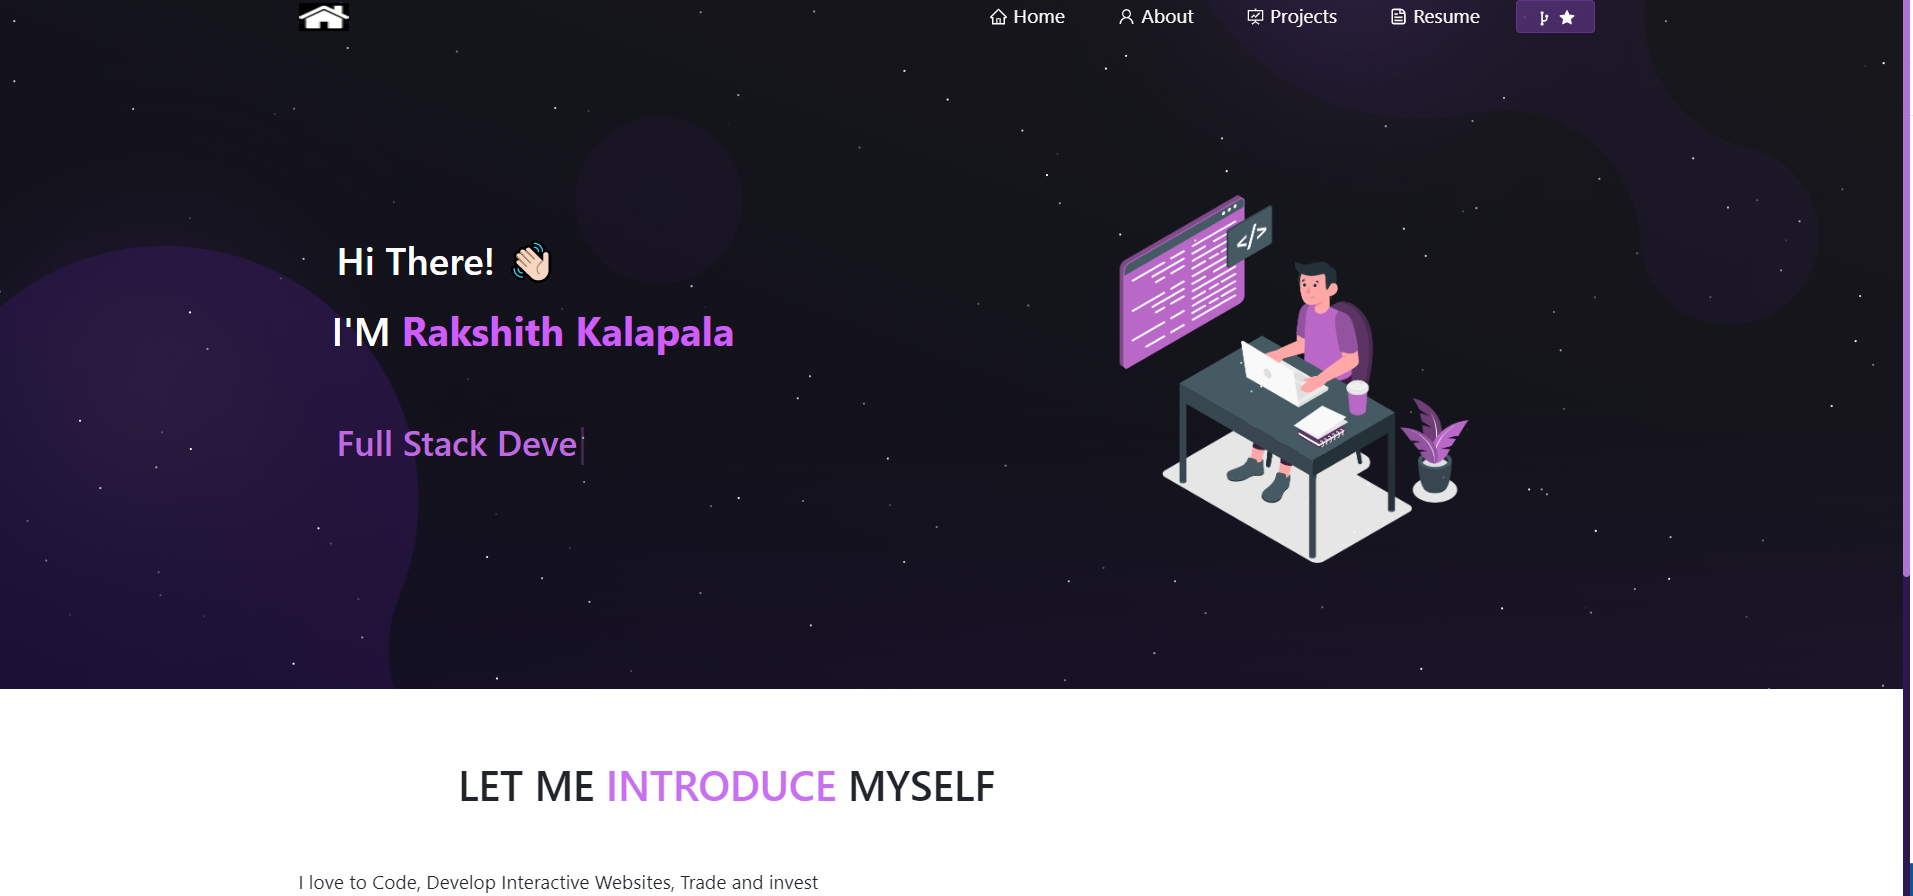 Home About Projects Resume
</>
Hi There! 👋🏻
I'M Rakshith Kalapala
Full Stack Deve
LET ME INTRODUCE MYSELF
I love to Code, Develop Interactive Websites, Trade and invest